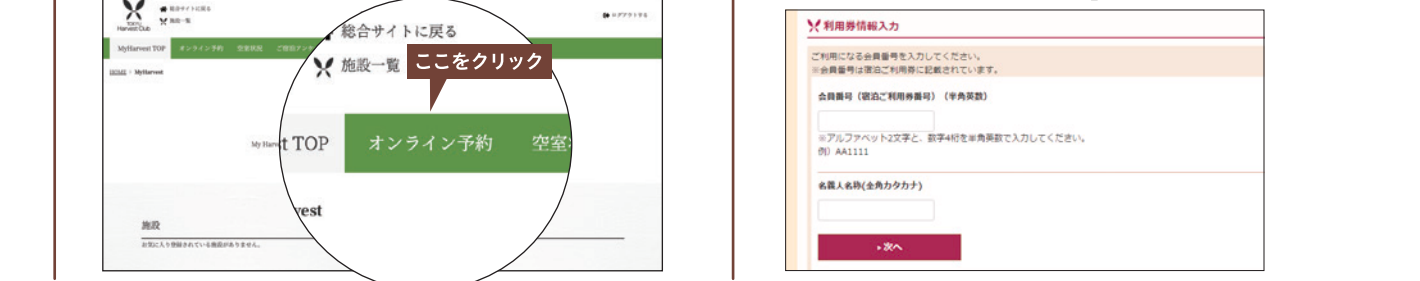 総合サイトに戻る
施設一覧
ログアウトする
TOKYU
Harvest Club
MyHarvest TOP
オンライン予約
空室状況
HOME > MyHarvest
総合サイトに戻る
施設一覧
ここをクリック
My Harvest TOP
オンライン予約
空室
vest
施設
お気に入り登録されている施設がありません。
利用券情報入力
ご利用になる会員番号を入力してください。
※会員番号は宿泊ご利用券に記載されています。
会員番号（宿泊ご利用券番号）（半角英数）
※アルファベット2文字と、数字4桁を半角英数で入力してください。
例）AA1111
名義人名称(全角カタカナ)
次へ